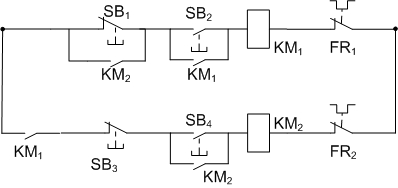 SB1 SB2
KM2 KM1 KM1 FR1
SB4 KM2
KM1 SB3 KM2 FR2